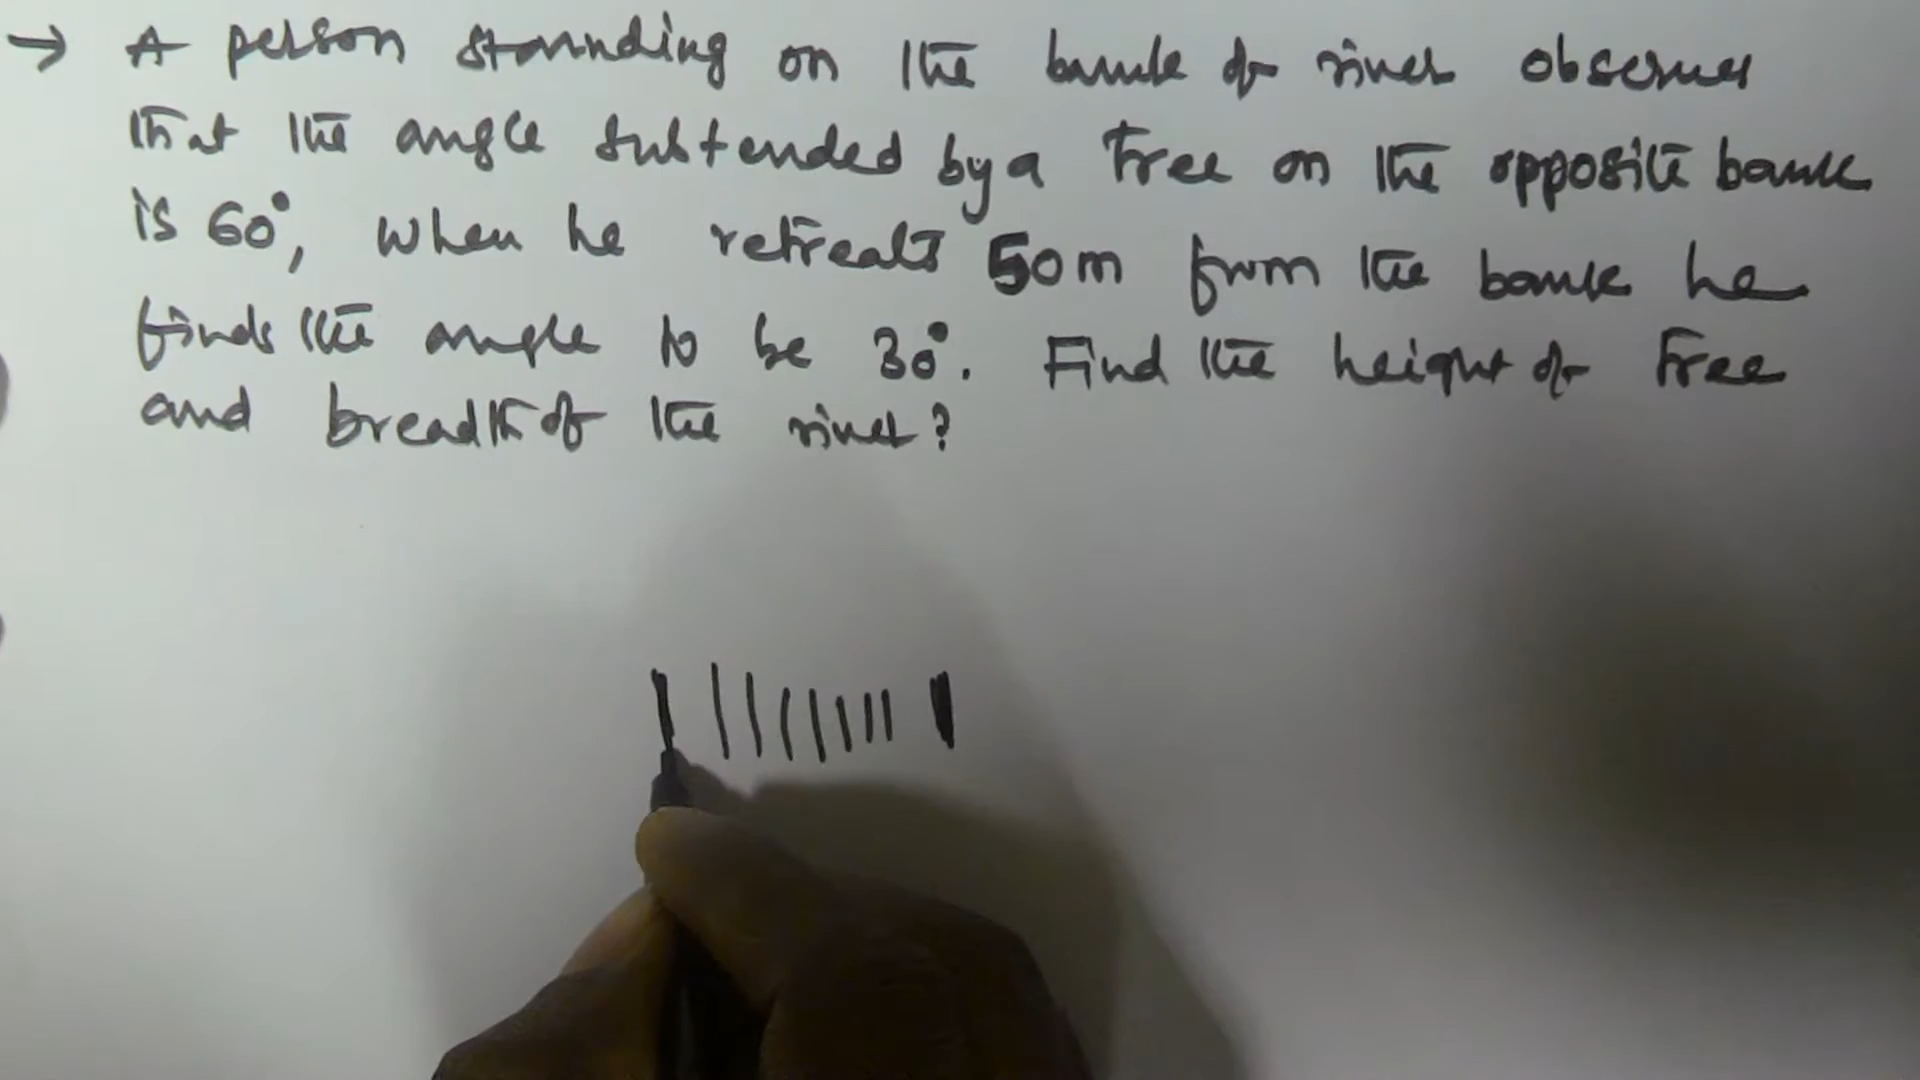 → A person stannding on the bank of river observes
that the angle subtended by a tree on the opposite bank
is 60°, when he retreats 50m from the bank he
finds the angle to be 30°. Find the height of Tree
and breadth of the river?